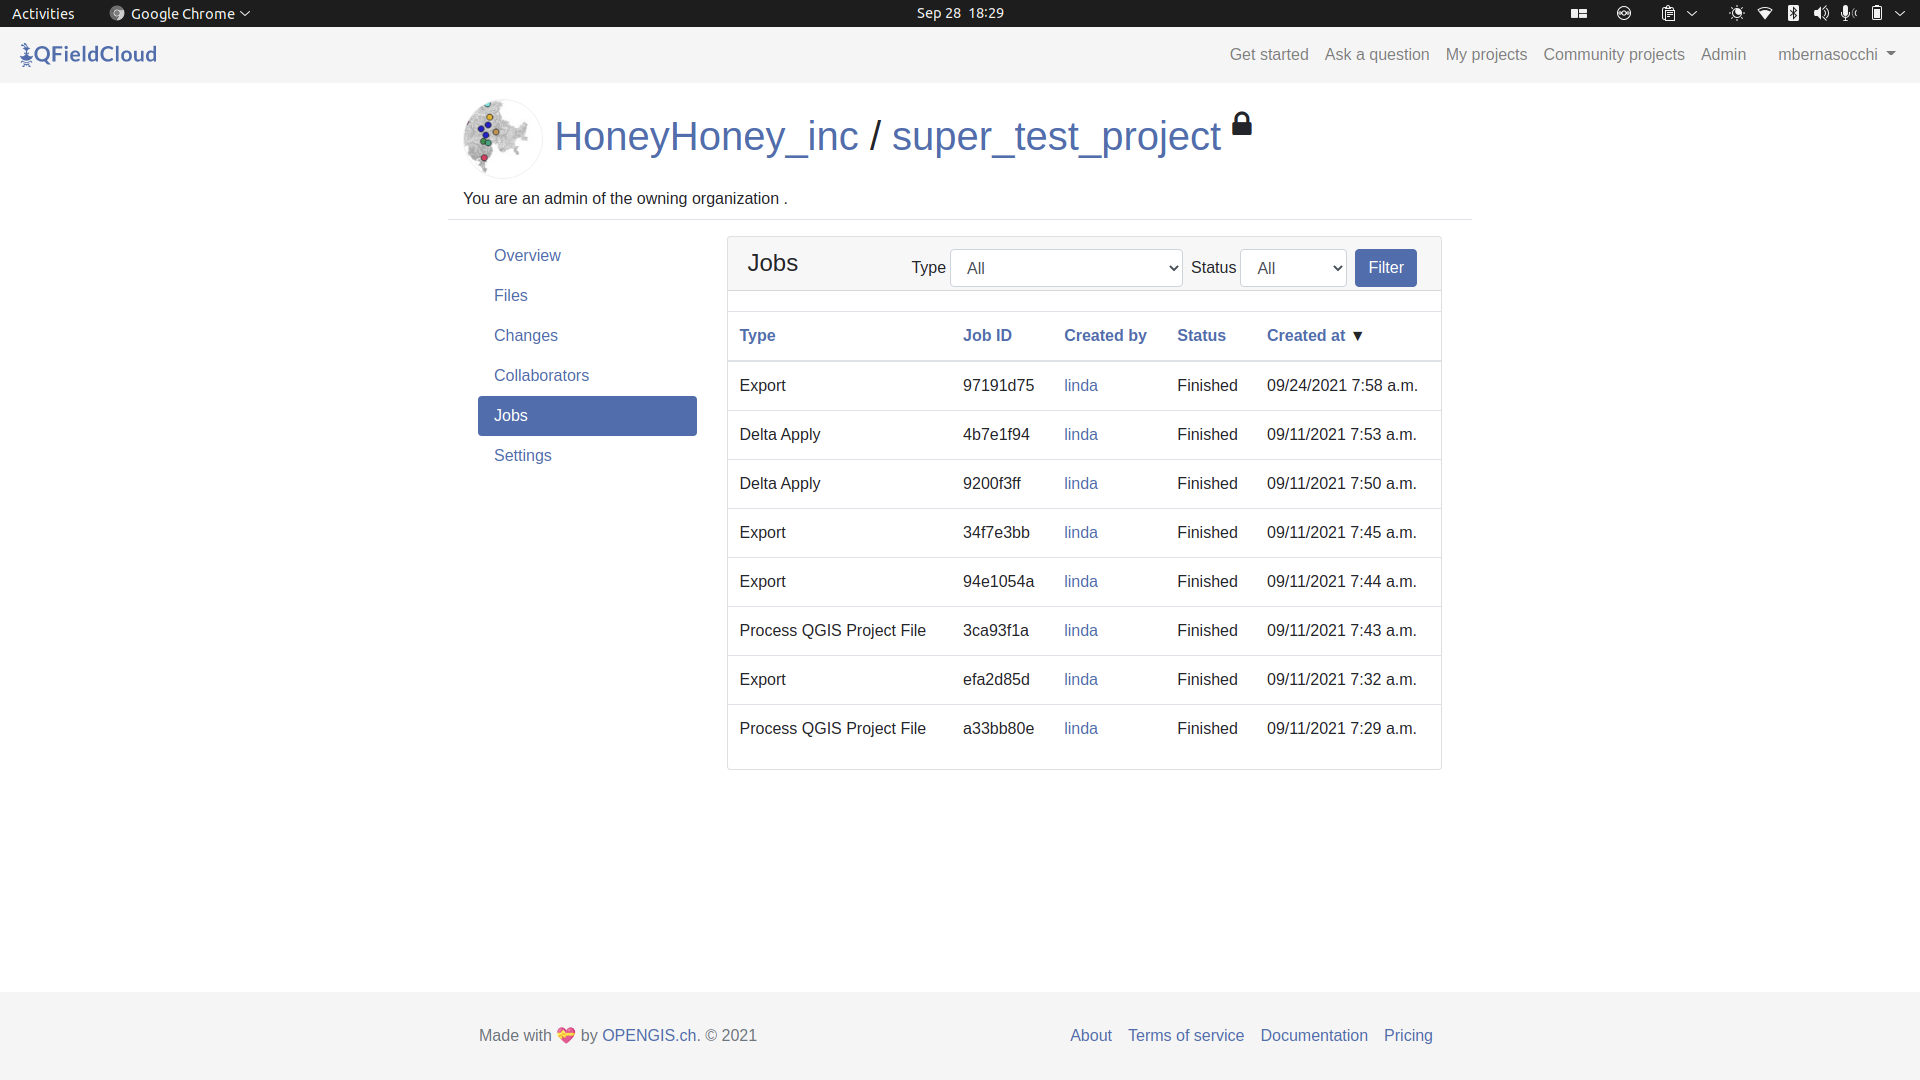 Activities Google Chrome Sep 28 18:29
QFieldCloud Get started Ask a question My projects Community projects Admin mbernasocchi
HoneyHoney_inc / super_test_project
You are an admin of the owning organization .
Overview
Files
Changes
Collaborators
Jobs
Settings
Jobs Type All Status All Filter
Type Job ID Created by Status Created at ▼
Export 97191d75 linda Finished 09/24/2021 7:58 a.m.
Delta Apply 4b7e1f94 linda Finished 09/11/2021 7:53 a.m.
Delta Apply 9200f3ff linda Finished 09/11/2021 7:50 a.m.
Export 34f7e3bb linda Finished 09/11/2021 7:45 a.m.
Export 94e1054a linda Finished 09/11/2021 7:44 a.m.
Process QGIS Project File 3ca93f1a linda Finished 09/11/2021 7:43 a.m.
Export efa2d85d linda Finished 09/11/2021 7:32 a.m.
Process QGIS Project File a33bb80e linda Finished 09/11/2021 7:29 a.m.
Made with 💝 by OPENGIS.ch. © 2021 About Terms of service Documentation Pricing